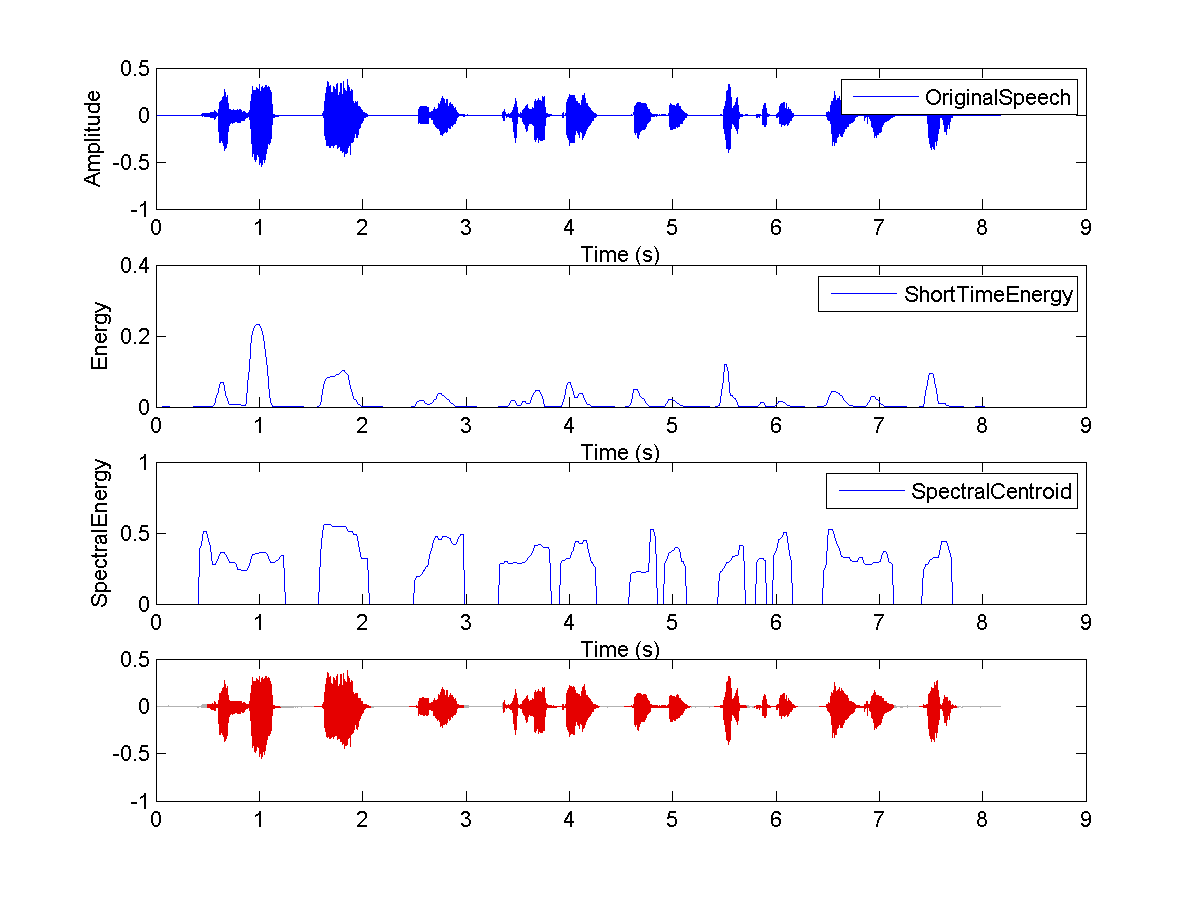 0.5
0
-0.5
-1
Amplitude
OriginalSpeech
0 1 2 3 4 5 6 7 8 9
Time (s)
0.4
0.2
0
Energy
ShortTimeEnergy
0 1 2 3 4 5 6 7 8 9
Time (s)
1
0.5
0
SpectralEnergy
SpectralCentroid
0 1 2 3 4 5 6 7 8 9
Time (s)
0.5
0
-0.5
-1
0 1 2 3 4 5 6 7 8 9